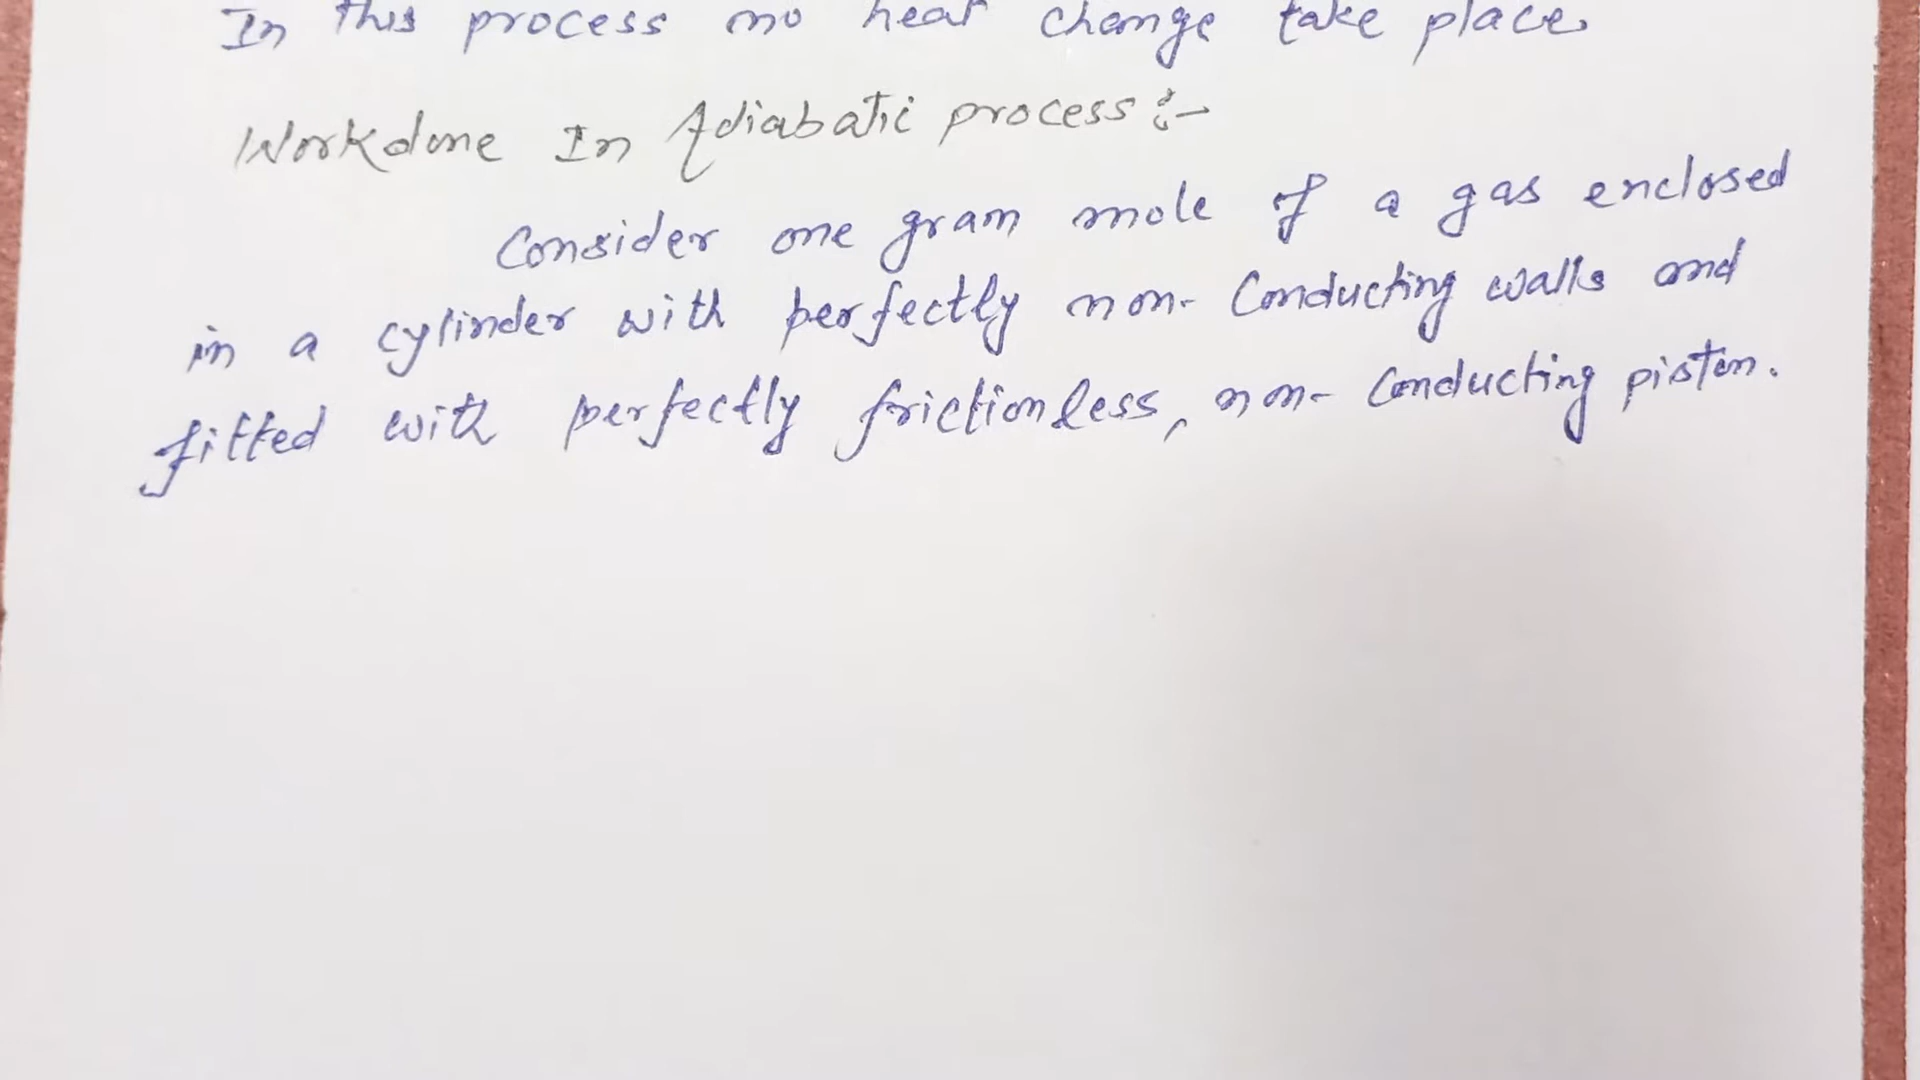 In this process no heat change take place
Workdone In Adiabatic process :-
Consider one gram mole of a gas enclosed
in a cylinder with perfectly non- Conducting walls and
fitted with perfectly frictionless, non- Conducting piston.